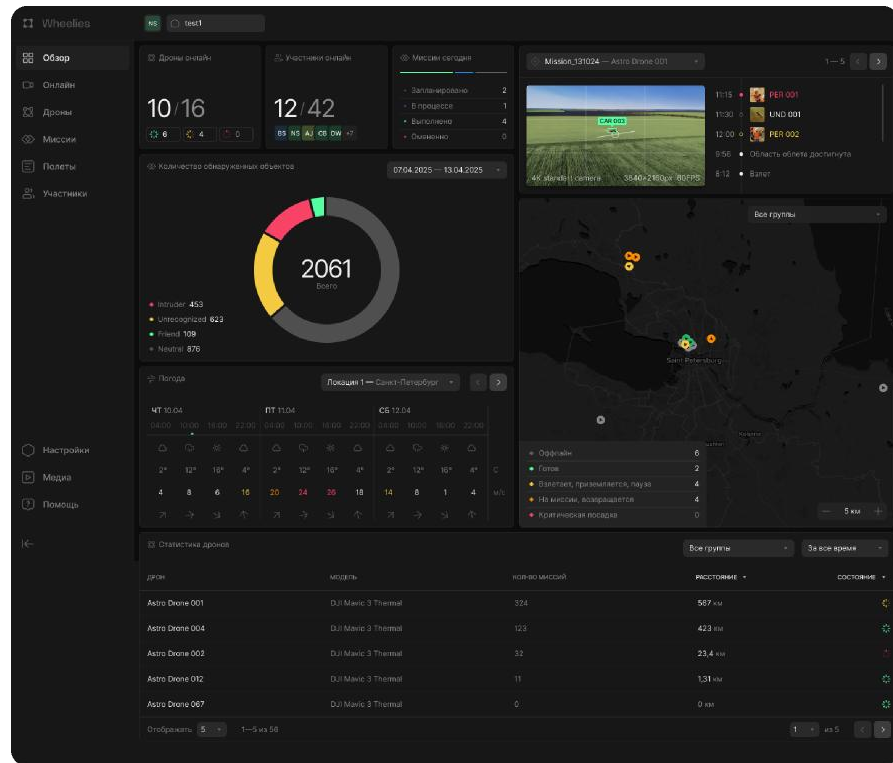 Wheelies
NS test1
Обзор
Онлайн
Дроны
Миссии
Полеты
Участники
Настройки
Медиа
Помощь
Дроны онлайн
10/16
6 4 0
Участники онлайн
12/42
BS NS AJ CB DW +7
Миссии сегодня
Запланировано 2
В процессе 1
Выполнено 4
Отменено 0
Количество обнаруженных объектов
07.04.2025 — 13.04.2025
2061
Всего
Intruder 453
Unrecognized 623
Friend 109
Neutral 876
Погода
Локация 1 — Санкт-Петербург
ЧТ 10.04 ПТ 11.04 СБ 12.04
04:00 10:00 16:00 22:00 04:00 10:00 16:00 22:00 04:00 10:00 16:00 22:00
2° 12° 16° 4° 2° 12° 16° 4° 2° 12° 16° 4° C
4 8 6 16 20 24 26 18 14 8 1 4 м/с
Mission_131024 — Astro Drone 001
1—5
CAR 003
4K standert camera 3840×2160px 60FPS
11:15 PER 001
11:30 UND 001
12:00 PER 002
9:56 Область облета достигнута
8:12 Взлет
Все группы
Saint Petersburg
Оффлайн 6
Готов 2
Взлетает, приземляется, пауза 4
На миссии, возвращается 4
Критическая посадка 0
5 км
Статистика дронов
Все группы
За все время
ДРОН МОДЕЛЬ КОЛ-ВО МИССИЙ РАССТОЯНИЕ СОСТОЯНИЕ
Astro Drone 001 DJI Mavic 3 Thermal 324 567 км
Astro Drone 004 DJI Mavic 3 Thermal 123 423 км
Astro Drone 002 DJI Mavic 3 Thermal 32 23,4 км
Astro Drone 012 DJI Mavic 3 Thermal 11 1,31 км
Astro Drone 067 DJI Mavic 3 Thermal 0 0 км
Отображать 5 1—5 из 56
1 из 5